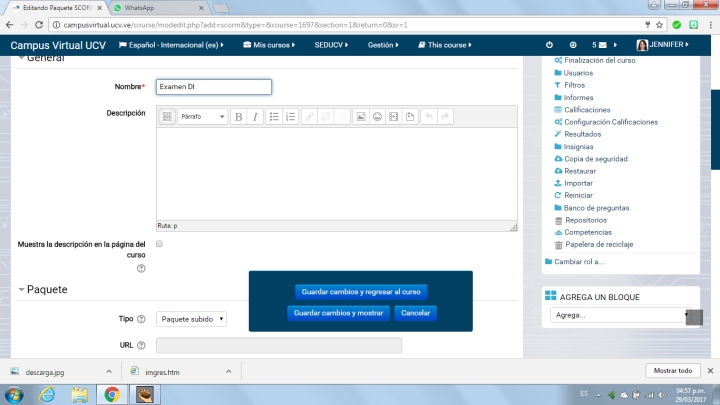 Editando Paquete SCOR
WhatsApp
campusvirtual.ucv.ve/course/modedit.php?add=scorm&type=&course=1697&section=1&return=0&sr=1
Campus Virtual UCV
Español - Internacional (es)
Mis cursos
SEDUCV
Gestión
This course
5
JENNIFER
General
Nombre*
Examen DI
Descripción
Párrafo
B
I
Ruta: p
Muestra la descripción en la página del
curso
Paquete
Tipo
Paquete subido
URL
Guardar cambios y regresar al curso
Guardar cambios y mostrar
Cancelar
Finalización del curso
Usuarios
Filtros
Informes
Calificaciones
Configuración Calificaciones
Resultados
Insignias
Copia de seguridad
Restaurar
Importar
Reiniciar
Banco de preguntas
Repositorios
Competencias
Papelera de reciclaje
Cambiar rol a...
AGREGA UN BLOQUE
Agrega...
descarga.jpg
imgres.htm
Mostrar todo
ES
04:57 p.m.
29/03/2017